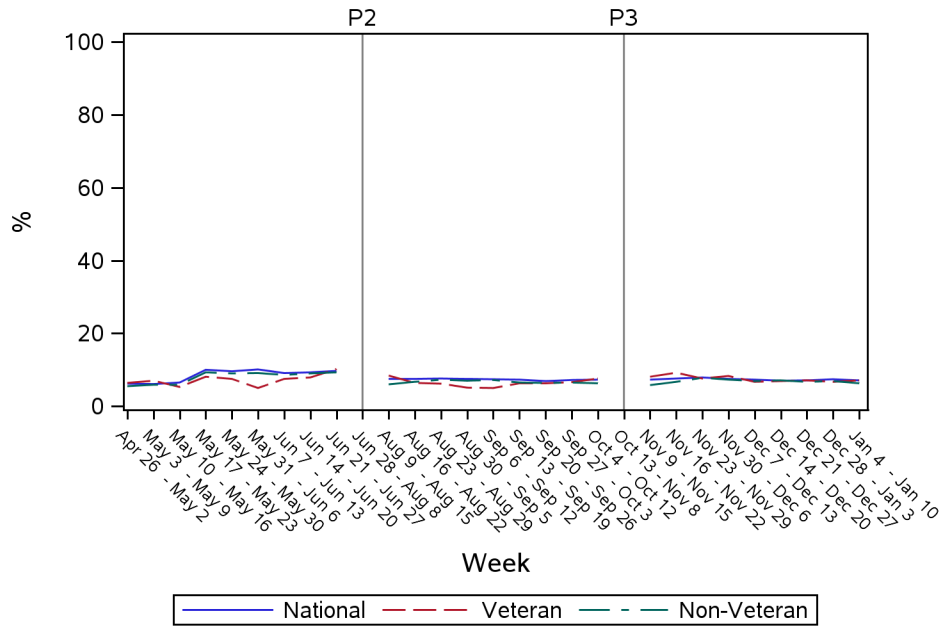 P2 P3
100
80
60
40
20
0
%
Apr 26 - May 2
May 3 - May 9
May 10 - May 16
May 17 - May 23
May 24 - May 30
May 31 - Jun 6
Jun 7 - Jun 13
Jun 14 - Jun 20
Jun 21 - Jun 27
Jun 28 - Aug 8
Aug 9 - Aug 15
Aug 16 - Aug 22
Aug 23 - Aug 29
Aug 30 - Sep 5
Sep 6 - Sep 12
Sep 13 - Sep 19
Sep 20 - Sep 26
Sep 27 - Oct 3
Oct 4 - Oct 12
Oct 13 - Nov 8
Nov 9 - Nov 15
Nov 16 - Nov 22
Nov 23 - Nov 29
Nov 30 - Dec 6
Dec 7 - Dec 13
Dec 14 - Dec 20
Dec 21 - Dec 27
Dec 28 - Jan 3
Jan 4 - Jan 10
Week
National Veteran Non-Veteran